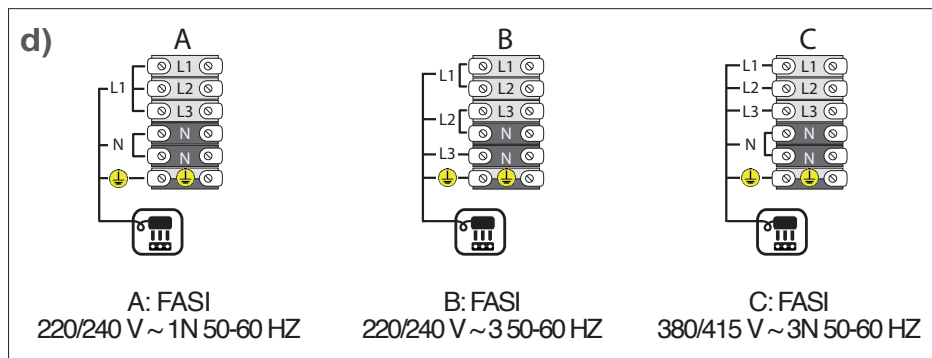 d)
A
L1
L1
L2
L3
N
N
N
B
L1
L2
L3
L1
L2
L3
N
N
C
L1
L2
L3
N
L1
L2
L3
N
N
A: FASI
220/240 V ~ 1N 50-60 HZ
B: FASI
220/240 V ~ 3 50-60 HZ
C: FASI
380/415 V ~ 3N 50-60 HZ